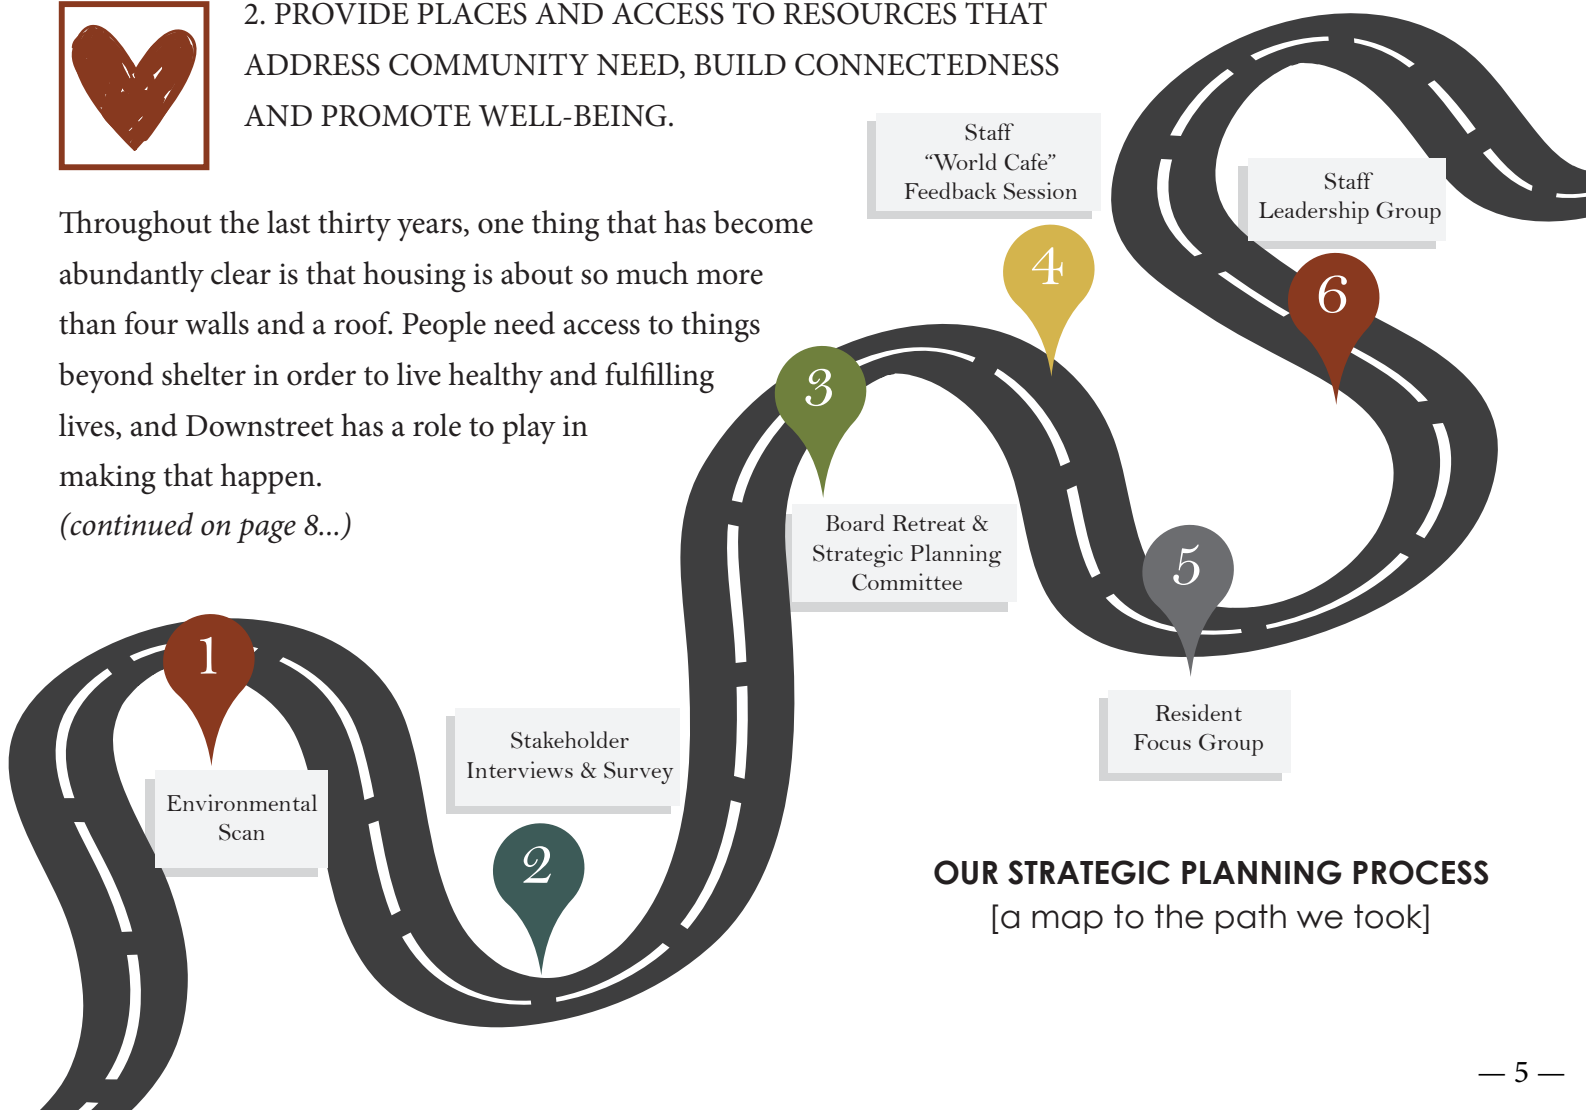 2. PROVIDE PLACES AND ACCESS TO RESOURCES THAT
ADDRESS COMMUNITY NEED, BUILD CONNECTEDNESS
AND PROMOTE WELL-BEING.
Throughout the last thirty years, one thing that has become
abundantly clear is that housing is about so much more
than four walls and a roof. People need access to things
beyond shelter in order to live healthy and fulfilling
lives, and Downstreet has a role to play in
making that happen.
(continued on page 8...)
1
Environmental
Scan
Stakeholder
Interviews & Survey
2
3
Board Retreat &
Strategic Planning
Committee
Staff
“World Cafe”
Feedback Session
4
5
Resident
Focus Group
Staff
Leadership Group
6
OUR STRATEGIC PLANNING PROCESS
[a map to the path we took]
— 5 —